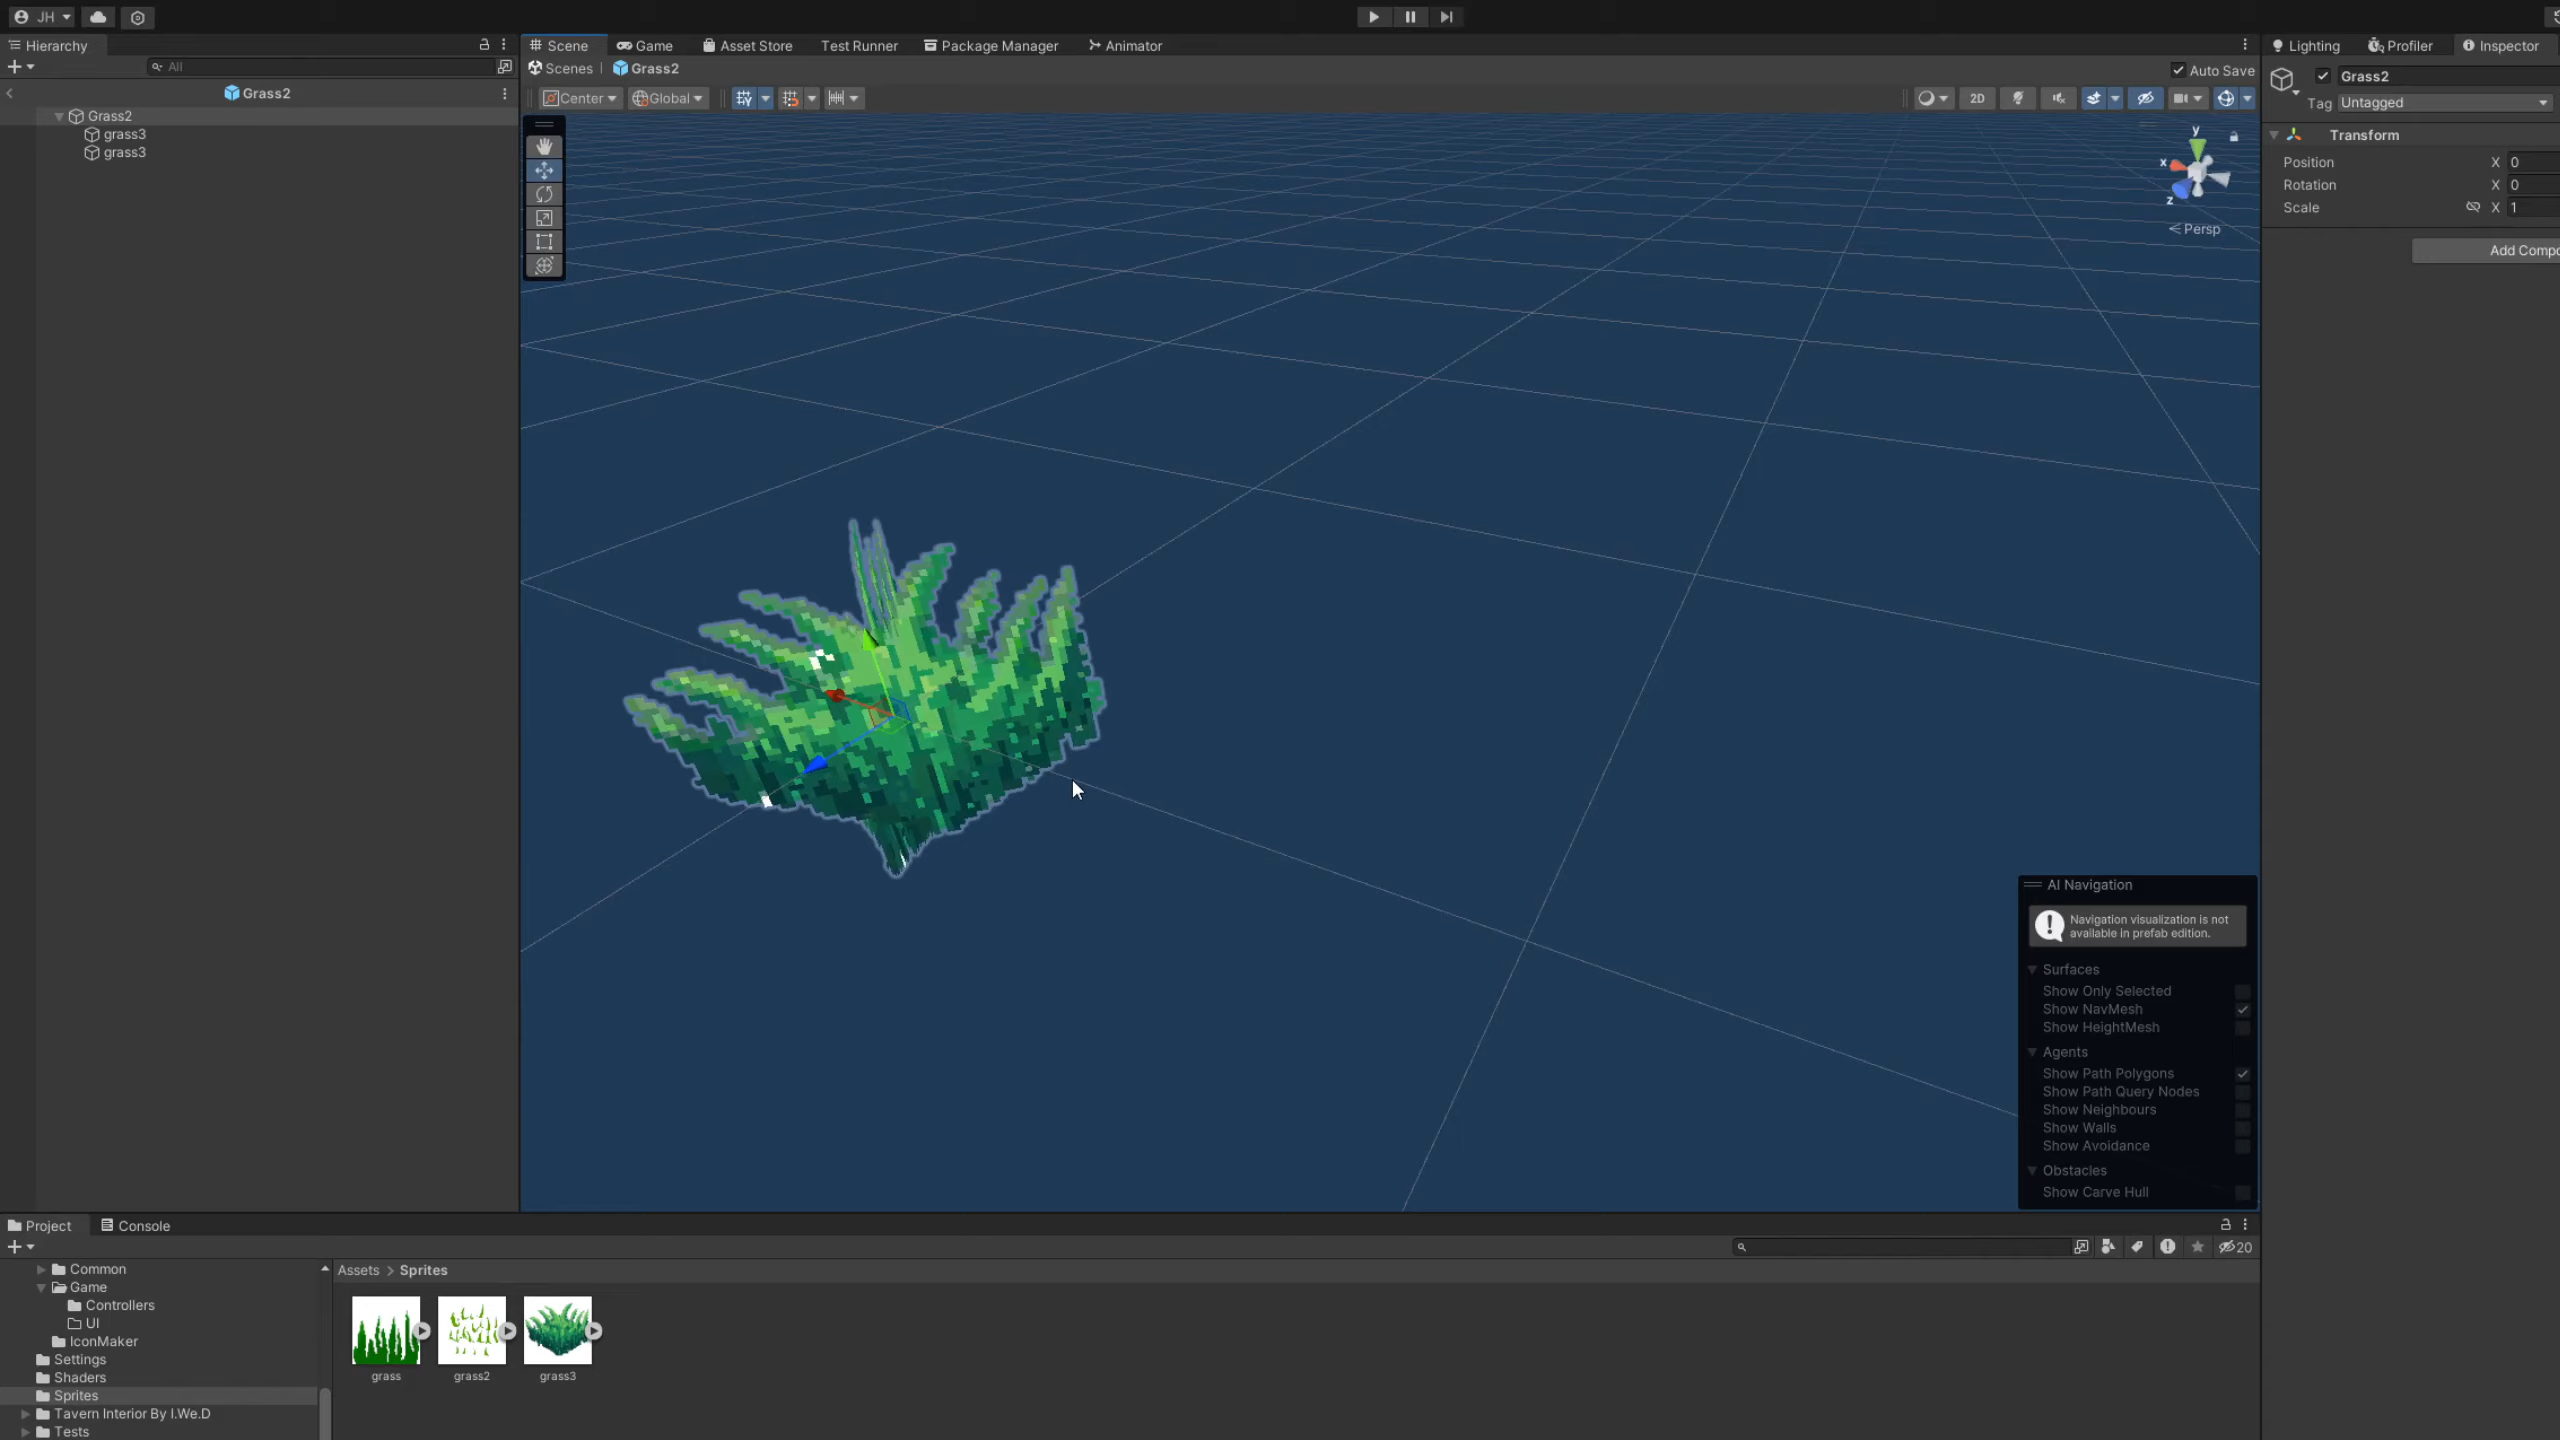 JH
Hierarchy
All
Grass2
Grass2
grass3
grass3
Scene Game Asset Store Test Runner Package Manager Animator
Scenes Grass2
Auto Save
Center Global 2D
y
x
z
Persp
Lighting Profiler Inspector
Grass2
Tag Untagged
Transform
Position X 0
Rotation X 0
Scale X 1
Add Compo
AI Navigation
Navigation visualization is not
available in prefab edition.
Surfaces
Show Only Selected
Show NavMesh
Show HeightMesh
Agents
Show Path Polygons
Show Path Query Nodes
Show Neighbours
Show Walls
Show Avoidance
Obstacles
Show Carve Hull
Project Console
20
Common
Game
Controllers
UI
IconMaker
Settings
Shaders
Sprites
Tavern Interior By I.We.D
Tests
Assets > Sprites
grass grass2 grass3